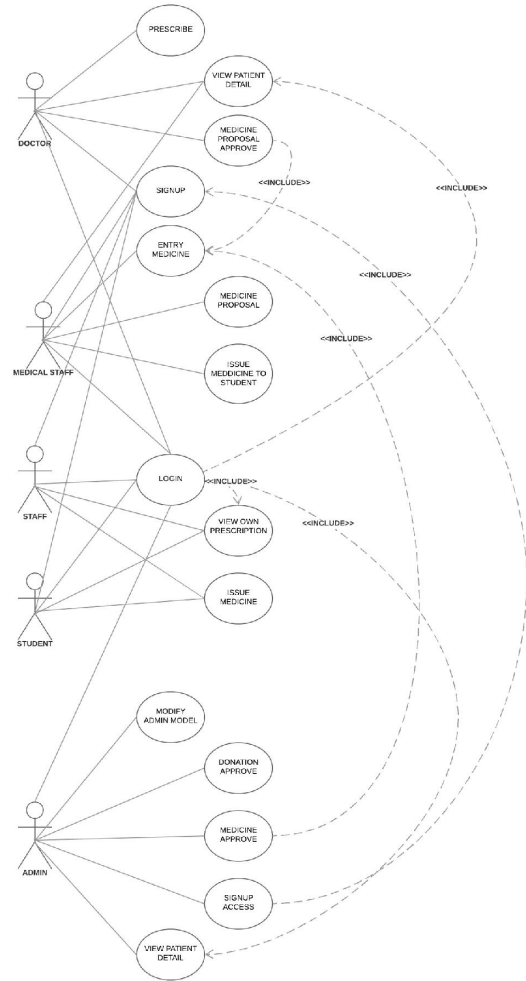 PRESCRIBE
VIEW PATIENT
DETAIL
DOCTOR
MEDICINE
PROPOSAL
APPROVE
<<INCLUDE>>
<<INCLUDE>>
SIGNUP
ENTRY
MEDICINE
<<INCLUDE>>
MEDICINE
PROPOSAL
<<INCLUDE>>
ISSUE
MEDDICINE TO
STUDENT
MEDICAL STAFF
LOGIN
<<INCLUDE>>
STAFF
VIEW OWN
PRESCRIPTION
<<INCLUDE>>
ISSUE
MEDICINE
STUDENT
MODIFY
ADMIN MODEL
DONATION
APPROVE
MEDICINE
APPROVE
ADMIN
SIGNUP
ACCESS
VIEW PATIENT
DETAIL